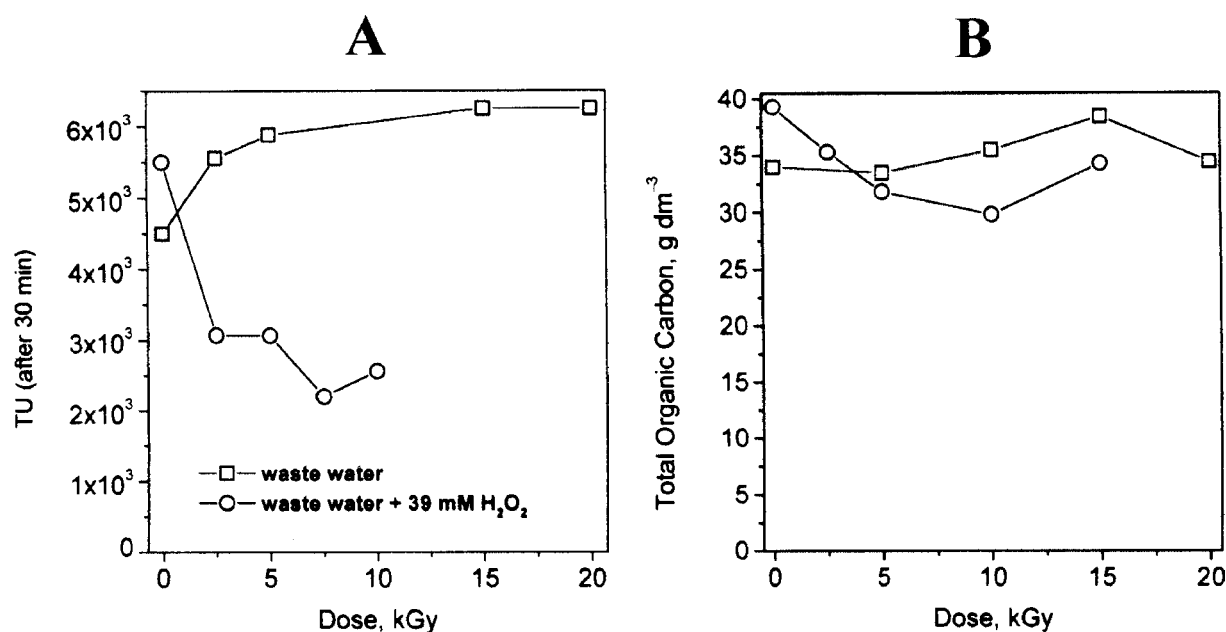 A
TU (after 30 min)
6x10³
5x10³
4x10³
3x10³
2x10³
1x10³
0
waste water
waste water + 39 mM H₂O₂
0 5 10 15 20
Dose, kGy
B
Total Organic Carbon, g dm⁻³
40
35
30
25
20
15
10
5
0
0 5 10 15 20
Dose, kGy